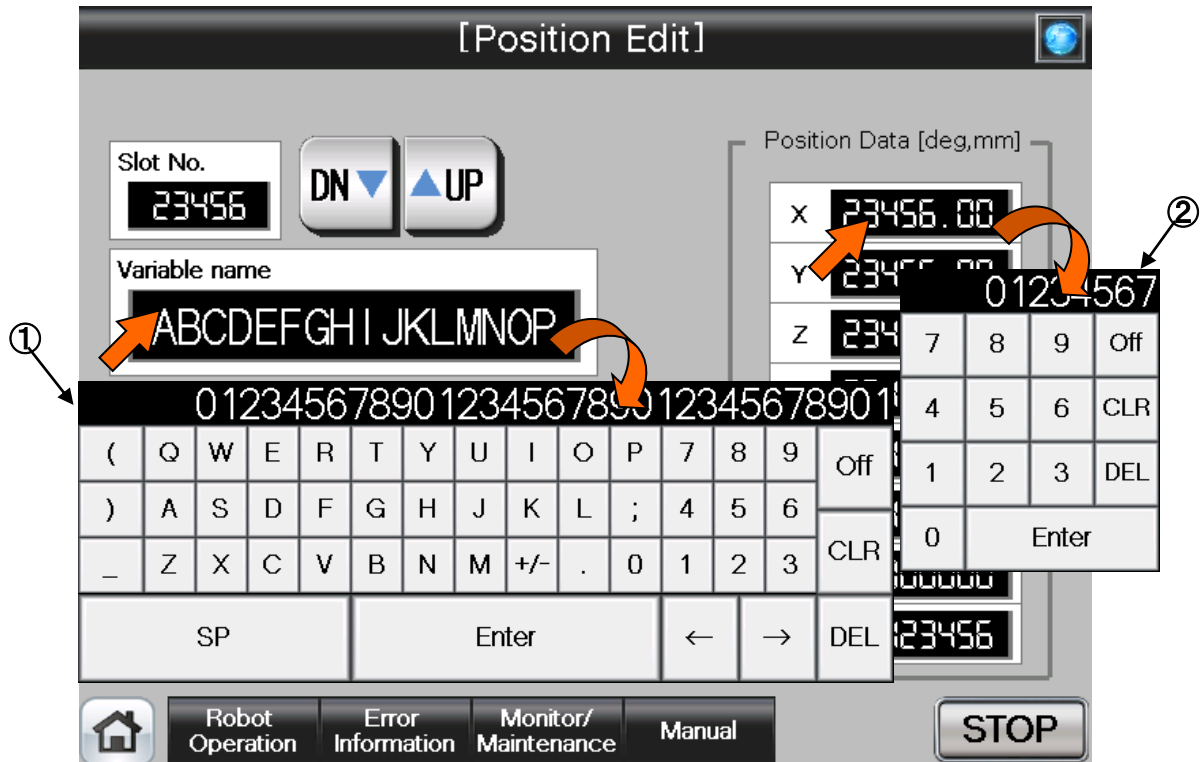 [Position Edit]
Slot No.
23456
DN▼
▲UP
Variable name
ABCDEFGHIJKLMNOP
Position Data [deg,mm]
X 23456.00
Y
Z
①
②
01234567890123456789012345678901
( Q W E R T Y U I O P 7 8 9 Off
) A S D F G H J K L ; 4 5 6
_ Z X C V B N M +/- . 0 1 2 3 CLR
SP Enter ← → DEL
01234567
7 8 9 Off
4 5 6 CLR
1 2 3 DEL
0 Enter
Robot Operation
Error Information
Monitor/ Maintenance
Manual
STOP